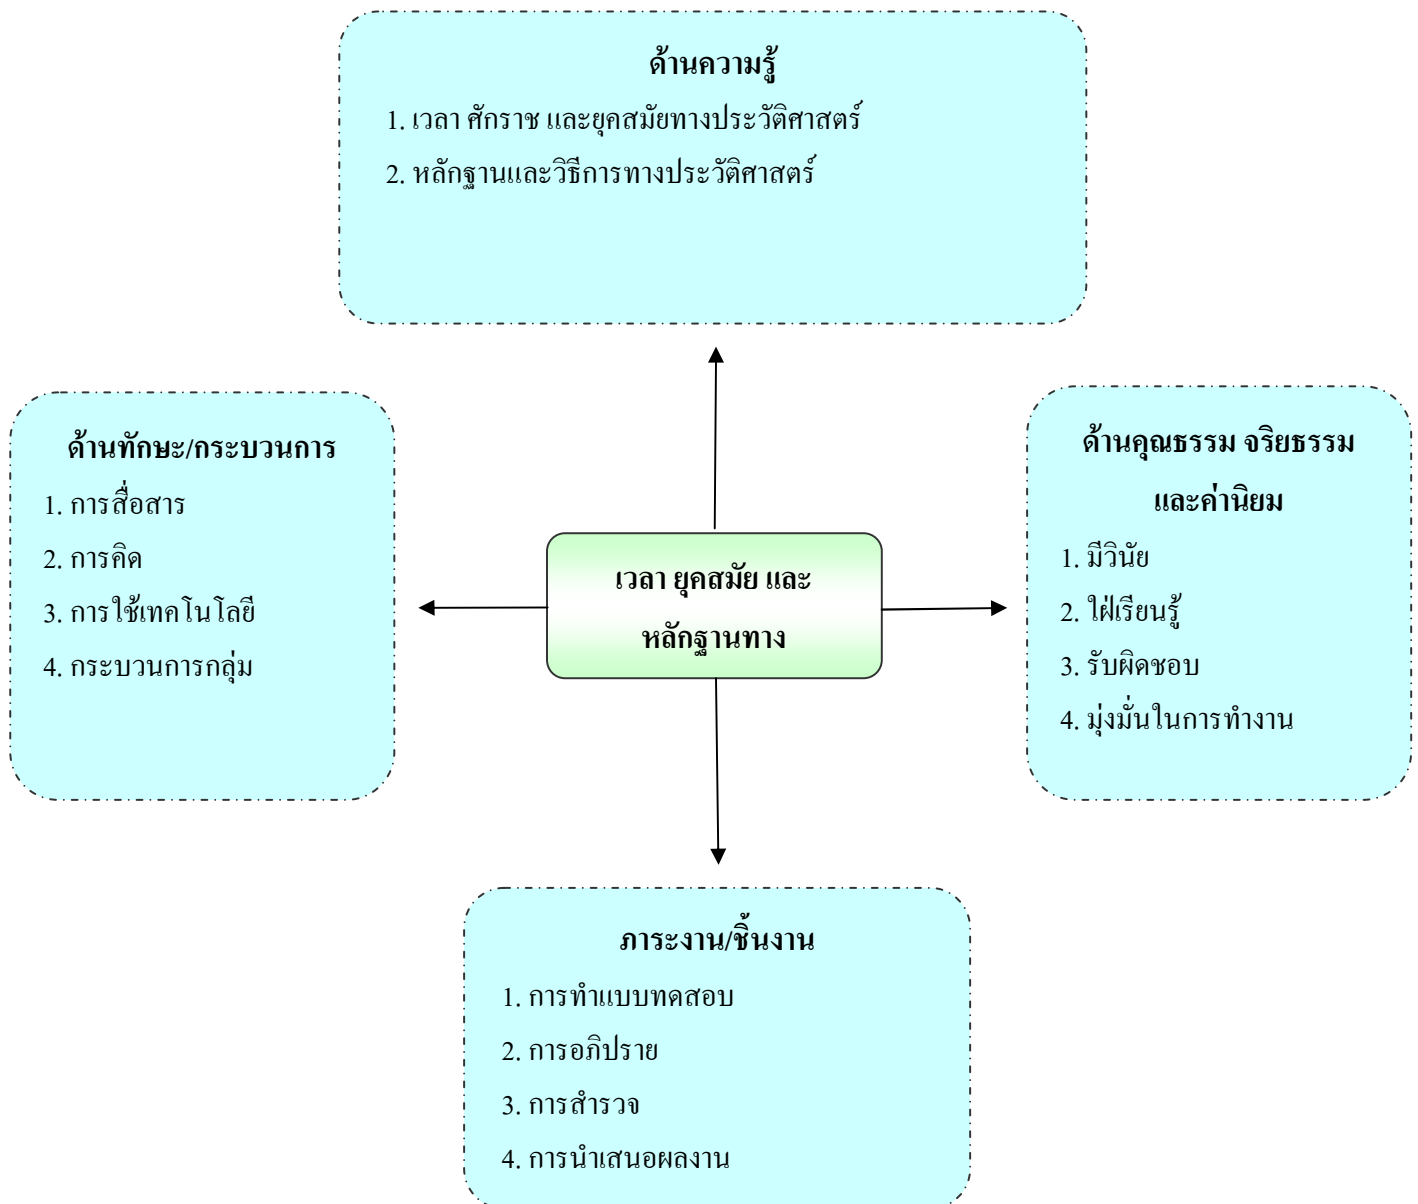 ด้านความรู้
1. เวลา ศักราช และยุคสมัยทางประวัติศาสตร์
2. หลักฐานและวิธีการทางประวัติศาสตร์
ด้านทักษะ/กระบวนการ
1. การสื่อสาร
2. การคิด
3. การใช้เทคโนโลยี
4. กระบวนการกลุ่ม
เวลา ยุคสมัย และ
หลักฐานทาง
ด้านคุณธรรม จริยธรรม
และค่านิยม
1. มีวินัย
2. ใฝ่เรียนรู้
3. รับผิดชอบ
4. มุ่งมั่นในการทำงาน
ภาระงาน/ชิ้นงาน
1. การทำแบบทดสอบ
2. การอภิปราย
3. การสำรวจ
4. การนำเสนอผลงาน